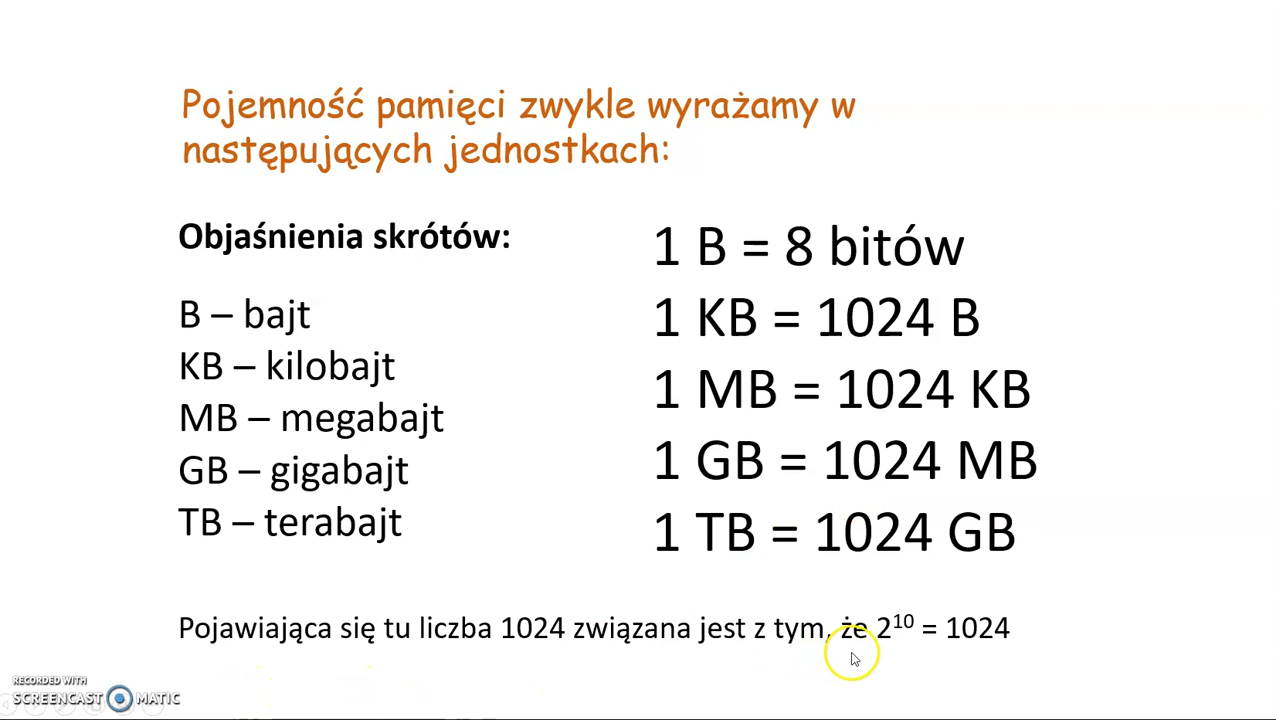 Pojemność pamięci zwykle wyrażamy w
następujących jednostkach:
Objaśnienia skrótów:
B – bajt
KB – kilobajt
MB – megabajt
GB – gigabajt
TB – terabajt
1 B = 8 bitów
1 KB = 1024 B
1 MB = 1024 KB
1 GB = 1024 MB
1 TB = 1024 GB
Pojawiająca się tu liczba 1024 związana jest z tym, że 2¹⁰ = 1024
RECORDED WITH
SCREENCAST MATIC